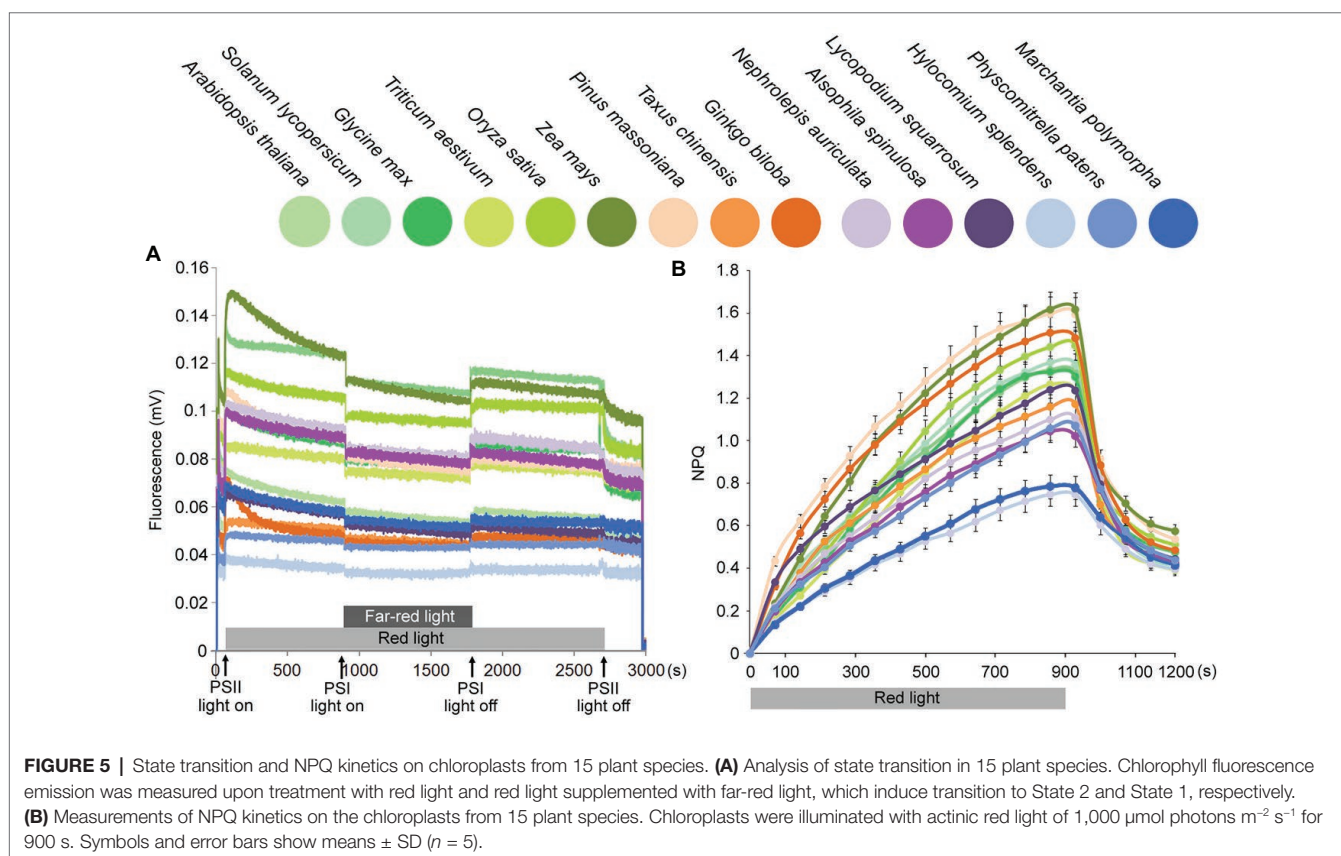 Arabidopsis thaliana
Solanum lycopersicum
Glycine max
Triticum aestivum
Oryza sativa
Zea mays
Pinus massoniana
Taxus chinensis
Ginkgo biloba
Nephrolepis auriculata
Alsophila spinulosa
Lycopodium squarrosum
Hylocomium splendens
Physcomitrella patens
Marchantia polymorpha
A
Fluorescence (mV)
0.16
0.14
0.12
0.1
0.08
0.06
0.04
0.02
0
Far-red light
Red light
0 500 1000 1500 2000 2500 3000 (s)
PSII light on
PSI light on
PSI light off
PSII light off
B
NPQ
1.8
1.6
1.4
1.2
1.0
0.8
0.6
0.4
0.2
0
0 100 300 500 700 900 1100 1200 (s)
Red light
FIGURE 5 | State transition and NPQ kinetics on chloroplasts from 15 plant species. (A) Analysis of state transition in 15 plant species. Chlorophyll fluorescence
emission was measured upon treatment with red light and red light supplemented with far-red light, which induce transition to State 2 and State 1, respectively.
(B) Measurements of NPQ kinetics on the chloroplasts from 15 plant species. Chloroplasts were illuminated with actinic red light of 1,000 μmol photons m⁻² s⁻¹ for
900 s. Symbols and error bars show means ± SD (n = 5).